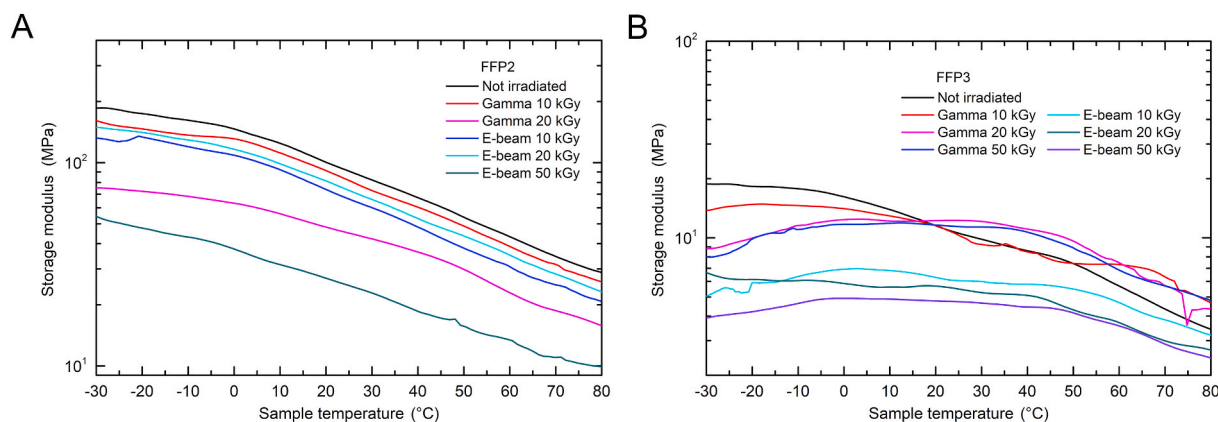 A
FFP2
Not irradiated
Gamma 10 kGy
Gamma 20 kGy
E-beam 10 kGy
E-beam 20 kGy
E-beam 50 kGy
10²
10¹
Storage modulus (MPa)
-30 -20 -10 0 10 20 30 40 50 60 70 80
Sample temperature (°C)
B
FFP3
Not irradiated
Gamma 10 kGy E-beam 10 kGy
Gamma 20 kGy E-beam 20 kGy
Gamma 50 kGy E-beam 50 kGy
10²
10¹
Storage modulus (MPa)
-30 -20 -10 0 10 20 30 40 50 60 70 80
Sample temperature (°C)